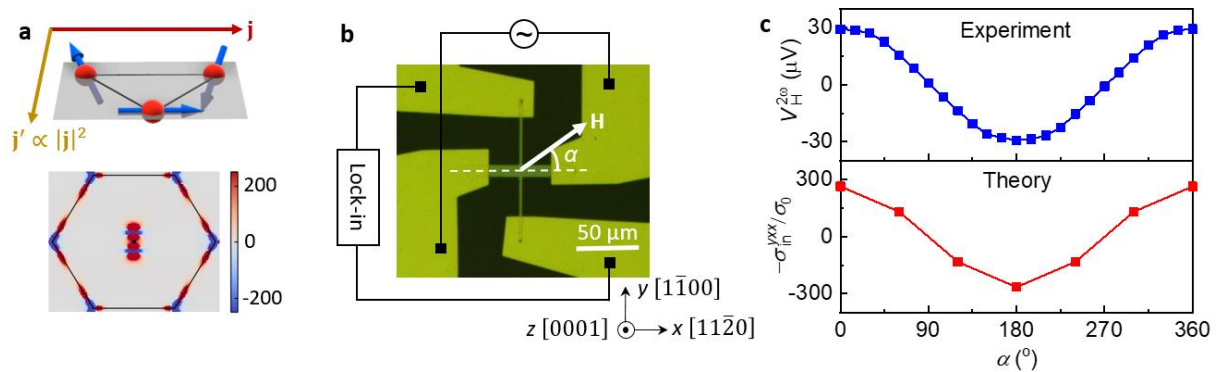 a
j
j′ ∝ |j|²
200
0
-200
b
~
Lock-in
H
α
50 μm
y [11̅00]
z [0001]
x [112̅0]
c
Experiment
V_H^2ω (μV)
30
0
-30
Theory
−σ_in^yxx/σ₀
300
0
-300
0 90 180 270 360
α (°)